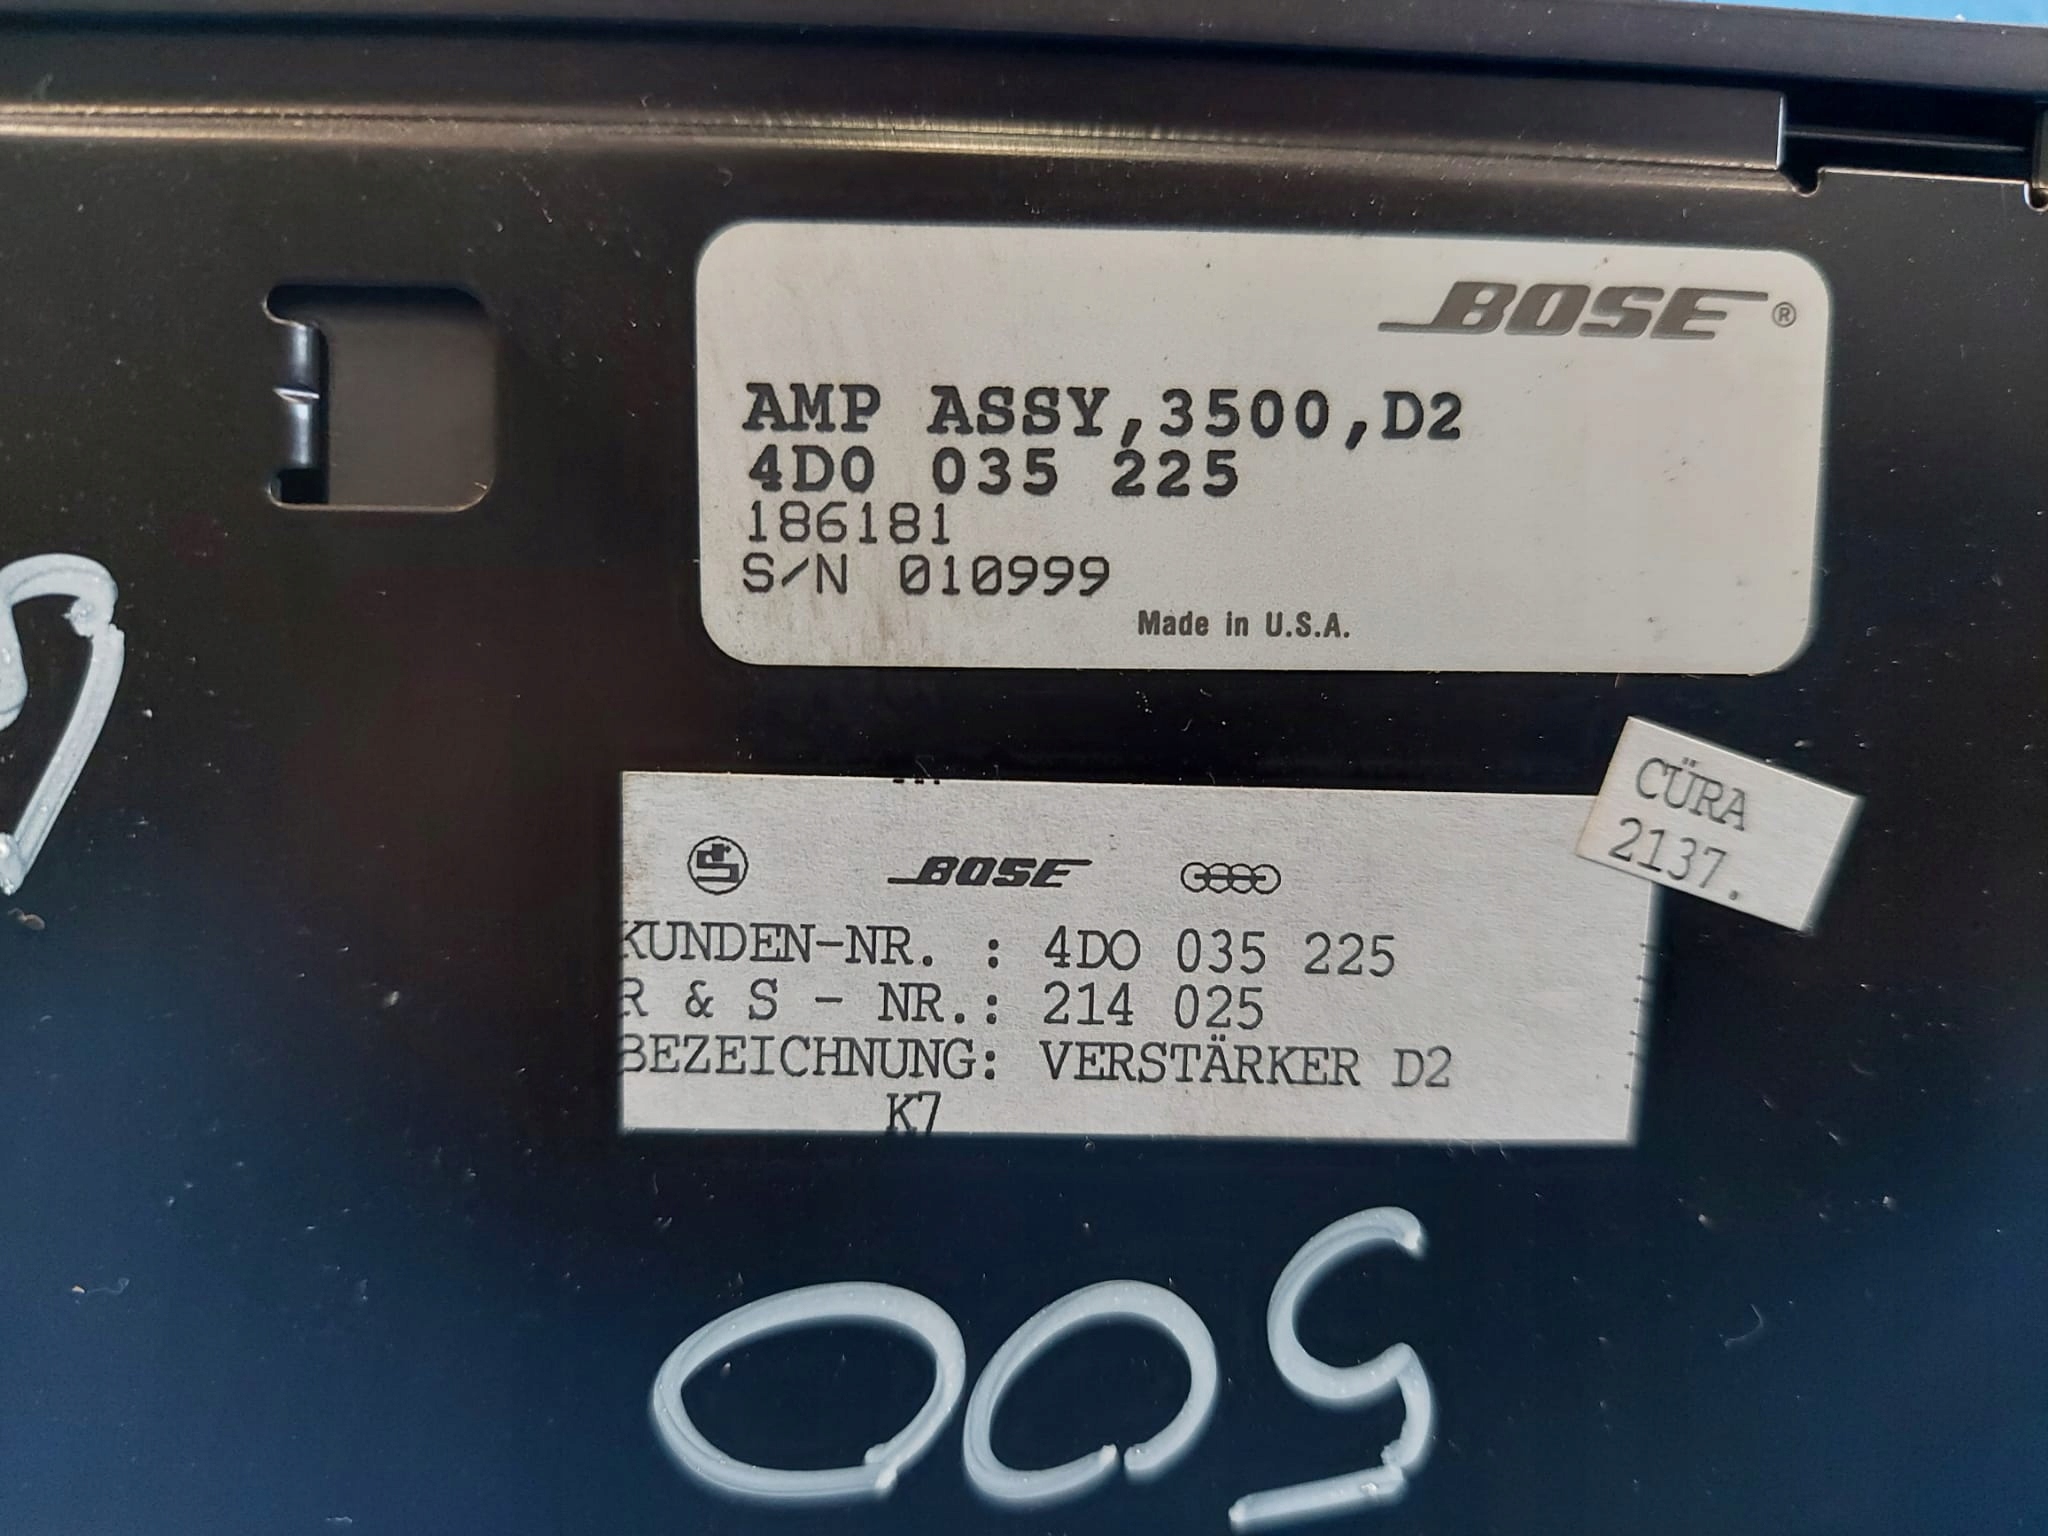 BOSE®
AMP ASSY,3500,D2
4D0 035 225
186181
S/N 010999
Made in U.S.A.
CÜRA
2137.
BOSE
KUNDEN-NR. : 4DO 035 225
R & S - NR.: 214 025
BEZEICHNUNG: VERSTÄRKER D2
K7
005